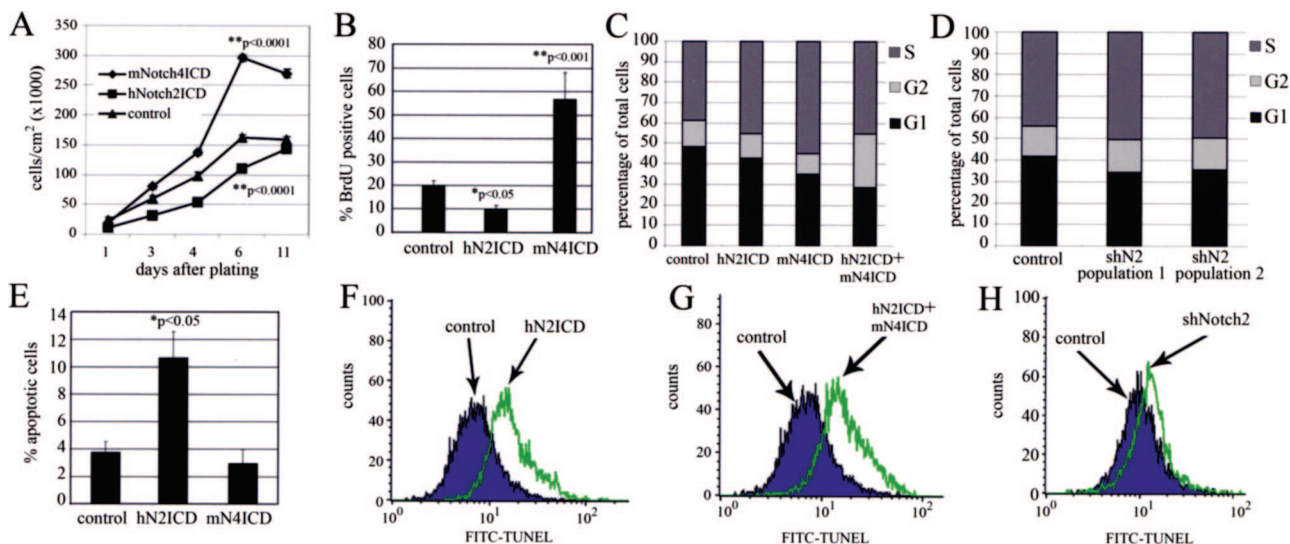 A
cells/cm² (x1000)
350
300
250
200
150
100
50
0
**p<0.0001
mNotch4ICD
hNotch2ICD
control
**p<0.0001
1 3 4 6 11
days after plating
B
% BrdU positive cells
80
70
60
50
40
30
20
10
0
**p<0.001
*p<0.05
control hN2ICD mN4ICD
C
percentage of total cells
100
90
80
70
60
50
40
30
20
10
0
S
G2
G1
control hN2ICD mN4ICD hN2ICD+
mN4ICD
D
percentage of total cells
100
90
80
70
60
50
40
30
20
10
0
S
G2
G1
control shN2 shN2
population 1 population 2
E
% apoptotic cells
14
12
10
8
6
4
2
0
*p<0.05
control hN2ICD mN4ICD
F
counts
100
80
60
40
20
0
control
hN2ICD
10⁰ 10¹ 10²
FITC-TUNEL
G
counts
80
60
40
20
0
control
hN2ICD+
mN4ICD
10⁰ 10¹ 10²
FITC-TUNEL
H
counts
100
80
60
40
20
0
control
shNotch2
10⁰ 10¹ 10²
FITC-TUNEL